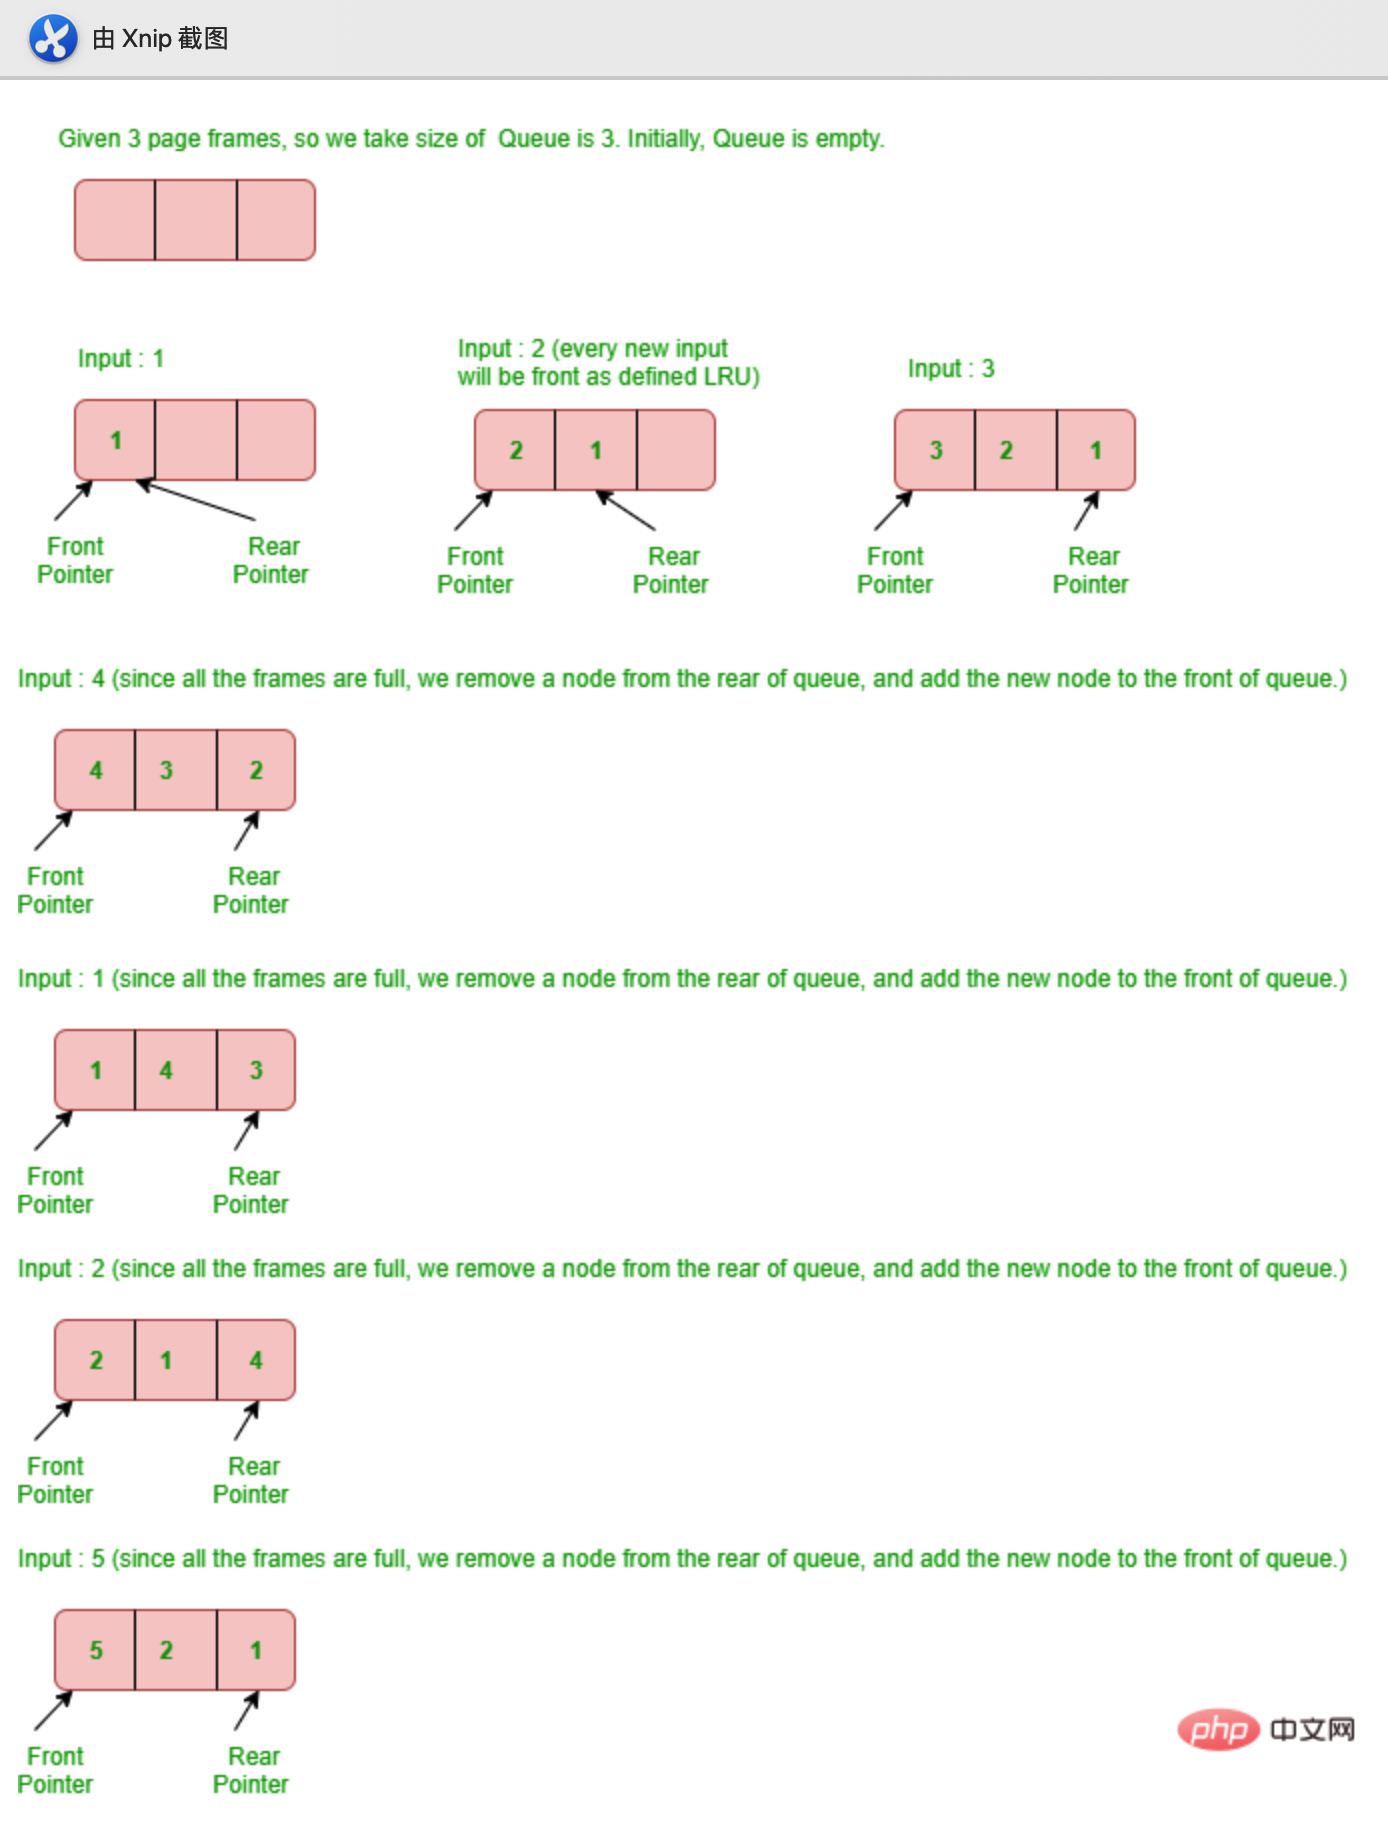 由 Xnip 截图
Given 3 page frames, so we take size of  Queue is 3. Initially, Queue is empty.
Input : 1
1
Front
Pointer
Rear
Pointer
Input : 2 (every new input
will be front as defined LRU)
2 1
Front
Pointer
Rear
Pointer
Input : 3
3 2 1
Front
Pointer
Rear
Pointer
Input : 4 (since all the frames are full, we remove a node from the rear of queue, and add the new node to the front of queue.)
4 3 2
Front
Pointer
Rear
Pointer
Input : 1 (since all the frames are full, we remove a node from the rear of queue, and add the new node to the front of queue.)
1 4 3
Front
Pointer
Rear
Pointer
Input : 2 (since all the frames are full, we remove a node from the rear of queue, and add the new node to the front of queue.)
2 1 4
Front
Pointer
Rear
Pointer
Input : 5 (since all the frames are full, we remove a node from the rear of queue, and add the new node to the front of queue.)
5 2 1
Front
Pointer
Rear
Pointer
php 中文网